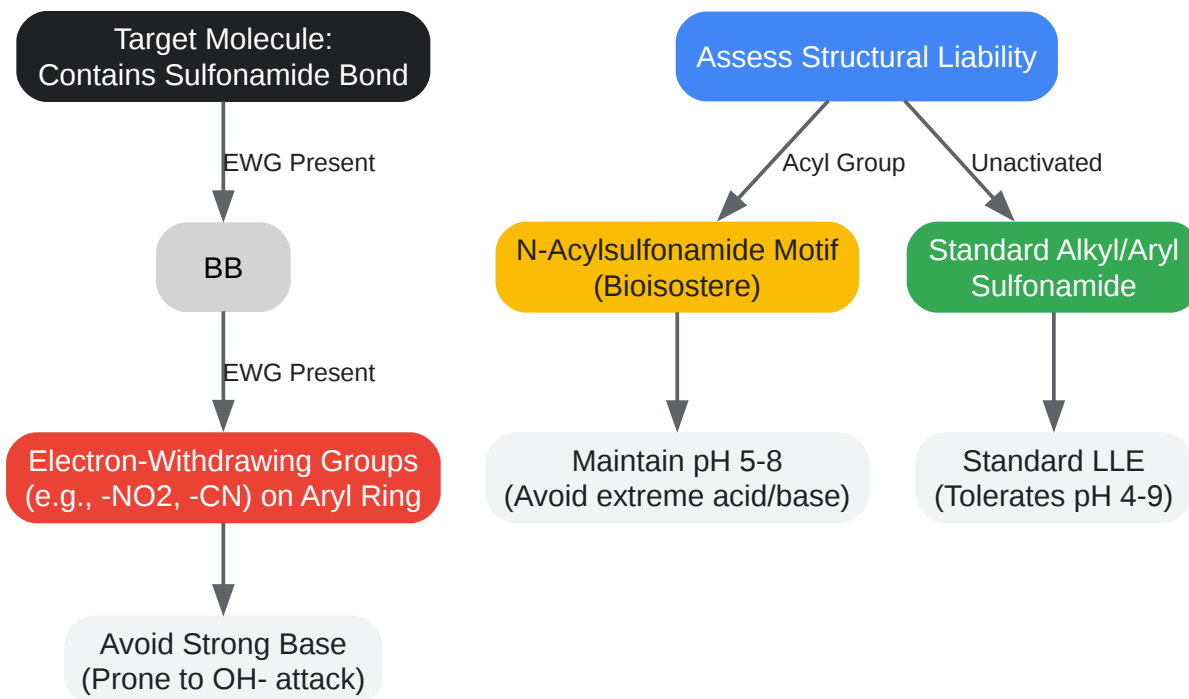 Target Molecule:
Contains Sulfonamide Bond
Assess Structural Liability
EWG Present
Acyl Group
Unactivated
BB
N-Acylsulfonamide Motif
(Bioisostere)
Standard Alkyl/Aryl
Sulfonamide
EWG Present
Electron-Withdrawing Groups
(e.g., -NO2, -CN) on Aryl Ring
Maintain pH 5-8
(Avoid extreme acid/base)
Standard LLE
(Tolerates pH 4-9)
Avoid Strong Base
(Prone to OH- attack)